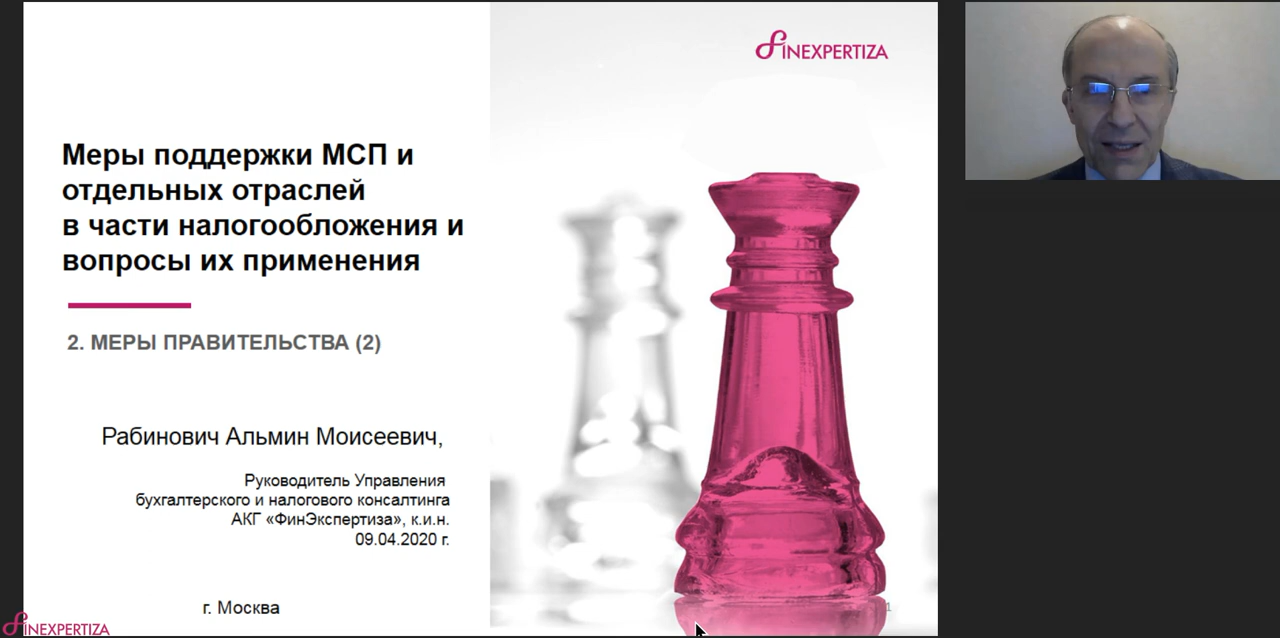 FINEXPERTIZA
Меры поддержки МСП и
отдельных отраслей
в части налогообложения и
вопросы их применения
2. МЕРЫ ПРАВИТЕЛЬСТВА (2)
Рабинович Альмин Моисеевич,
Руководитель Управления
бухгалтерского и налогового консалтинга
АКГ «ФинЭкспертиза», к.и.н.
09.04.2020 г.
г. Москва
1
FINEXPERTIZA